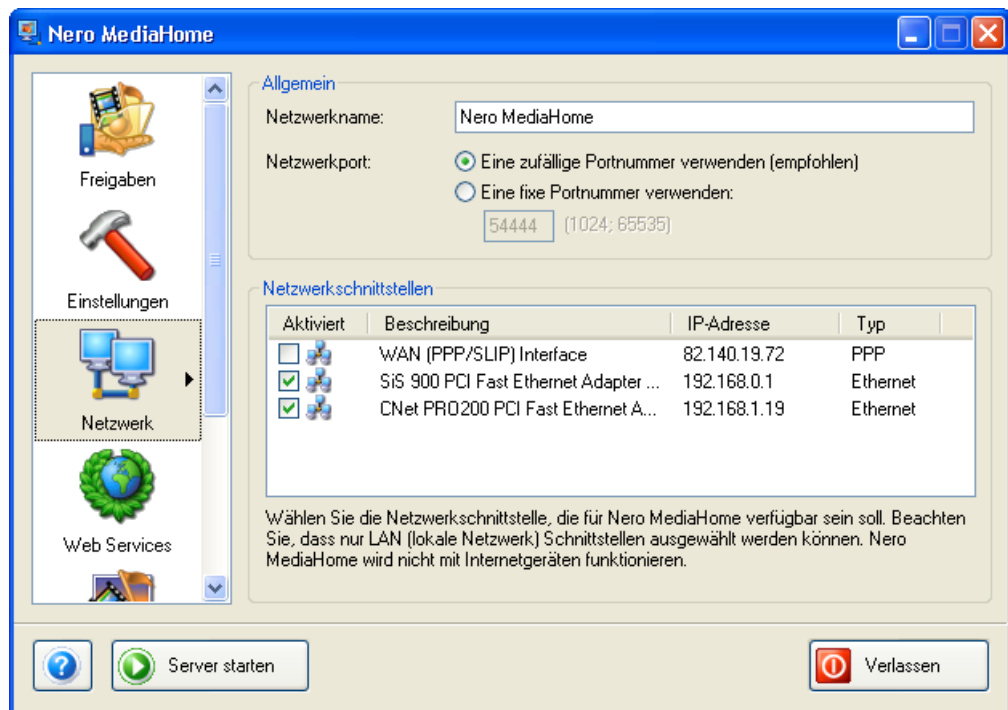 Nero MediaHome
Freigaben
Einstellungen
Netzwerk
Web Services
Allgemein
Netzwerkname: Nero MediaHome
Netzwerkport: Eine zufällige Portnummer verwenden (empfohlen)
Eine fixe Portnummer verwenden:
54444 (1024; 65535)
Netzwerkschnittstellen
Aktiviert Beschreibung IP-Adresse Typ
WAN (PPP/SLIP) Interface 82.140.19.72 PPP
SiS 900 PCI Fast Ethernet Adapter ... 192.168.0.1 Ethernet
CNet PRO200 PCI Fast Ethernet A... 192.168.1.19 Ethernet
Wählen Sie die Netzwerkschnittstelle, die für Nero MediaHome verfügbar sein soll. Beachten
Sie, dass nur LAN (lokale Netzwerk) Schnittstellen ausgewählt werden können. Nero
MediaHome wird nicht mit Internetgeräten funktionieren.
? Server starten Verlassen